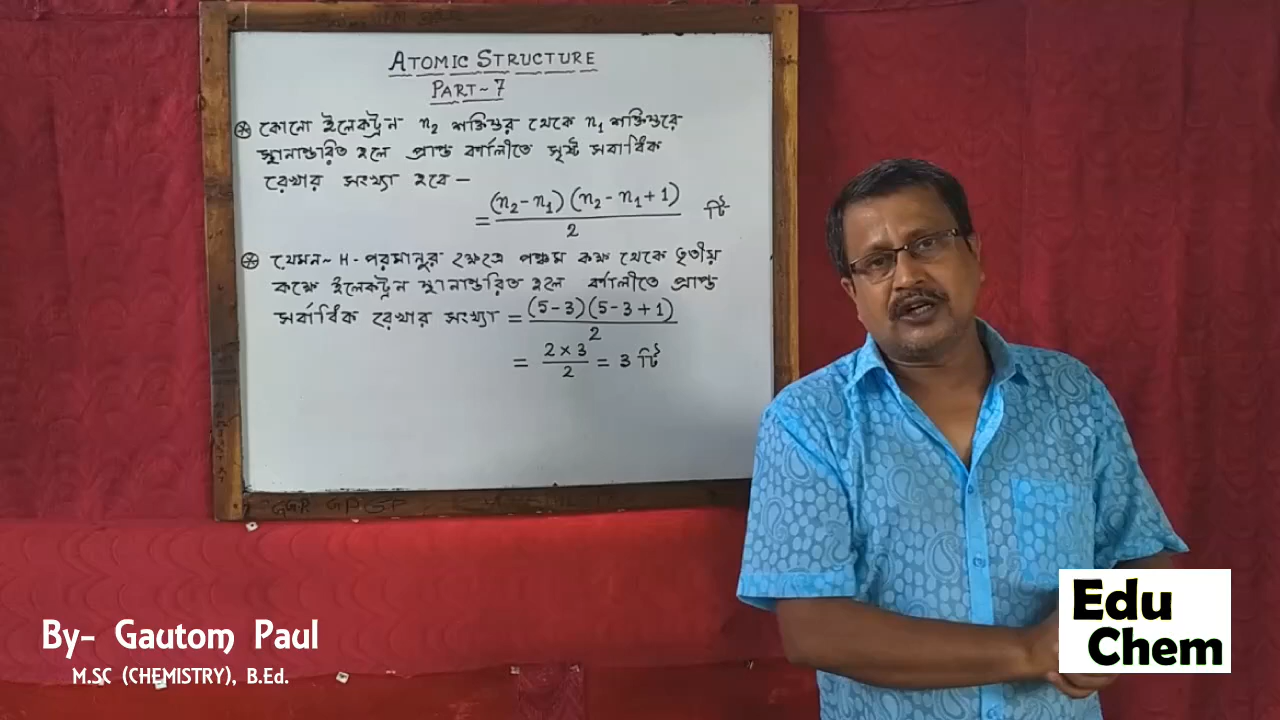 ATOMIC STRUCTURE
PART~7
কোনো ইলেকট্রন n₂ শক্তিস্তর থেকে n₁ শক্তিস্তরে
স্থানান্তরিত হলে প্রাপ্ত বর্ণালীতে সৃষ্ট সর্বাধিক
রেখার সংখ্যা হবে −
= (n₂−n₁)(n₂−n₁+1)/2 টি
যেমন~ H-পরমানুর ক্ষেত্রে পঞ্চম কক্ষ থেকে তৃতীয়
কক্ষে ইলেকট্রন স্থানান্তরিত হলে বর্ণালীতে প্রাপ্ত
সর্বাধিক রেখার সংখ্যা = (5−3)(5−3+1)/2
= 2×3/2 = 3 টি
By- Gautom Paul
M.SC (CHEMISTRY), B.Ed.
Edu
Chem